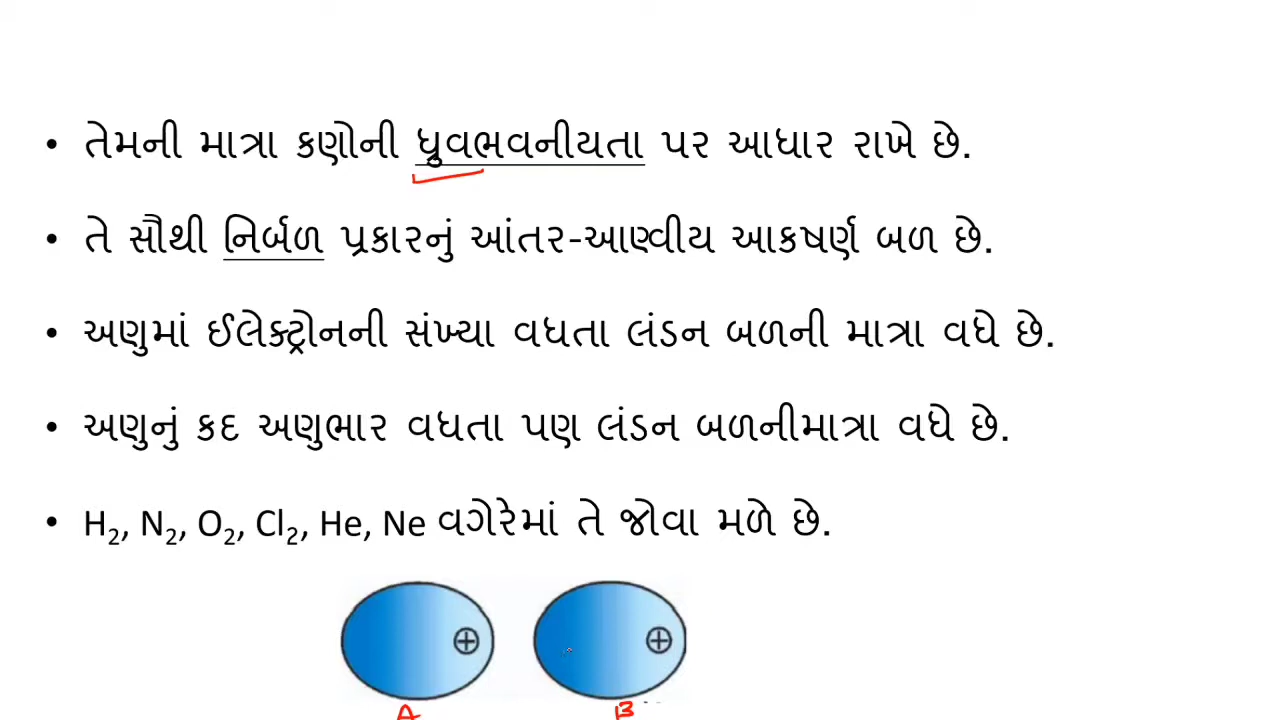 • તેમની માત્રા કણોની ધ્રુવભવનીયતા પર આધાર રાખે છે.
• તે સૌથી નિર્બળ પ્રકારનું આંતર-આણ્વીય આકષર્ણ બળ છે.
• અણુમાં ઈલેક્ટ્રોનની સંખ્યા વધતા લંડન બળની માત્રા વધે છે.
• અણુનું કદ અણુભાર વધતા પણ લંડન બળનીમાત્રા વધે છે.
• H₂, N₂, O₂, Cl₂, He, Ne વગેરેમાં તે જોવા મળે છે.
+ +
A B